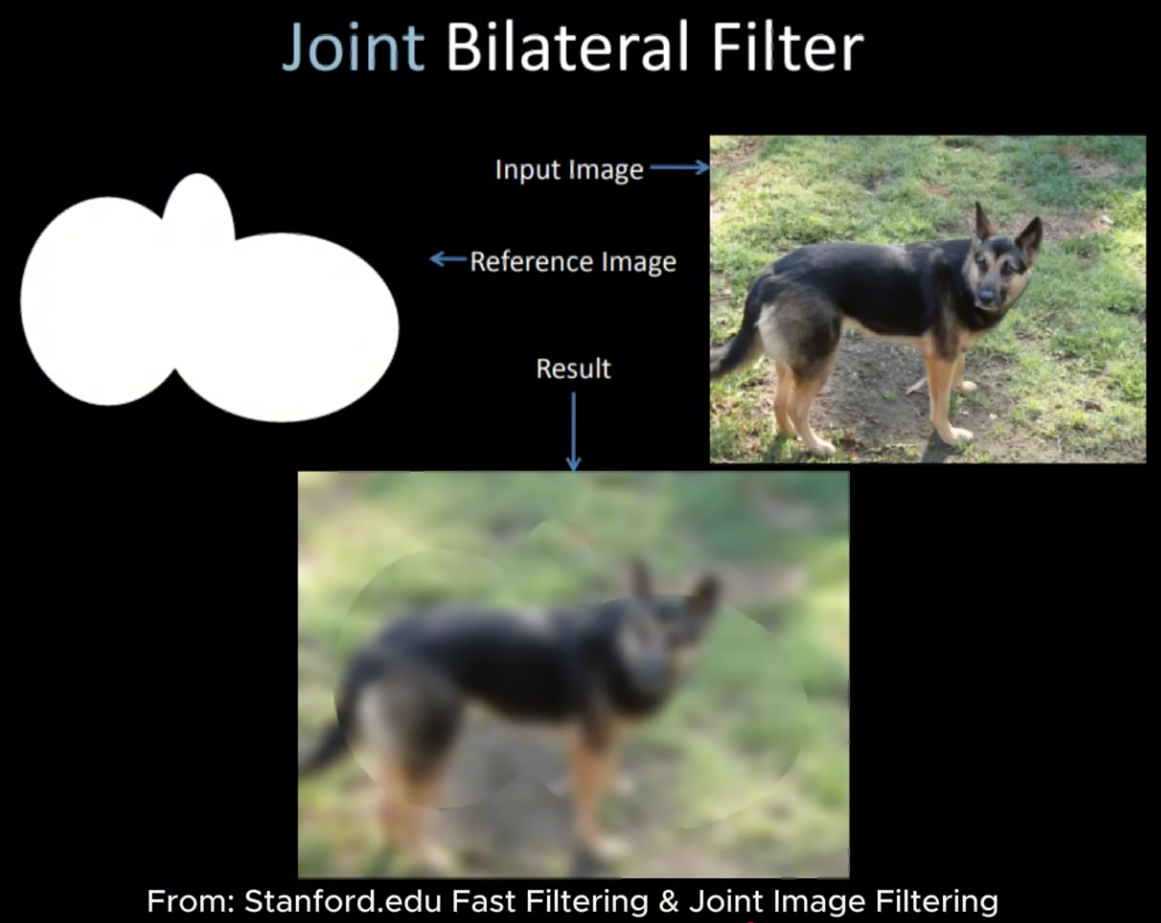 Joint Bilateral Filter
Input Image
Reference Image
Result
From: Stanford.edu Fast Filtering & Joint Image Filtering